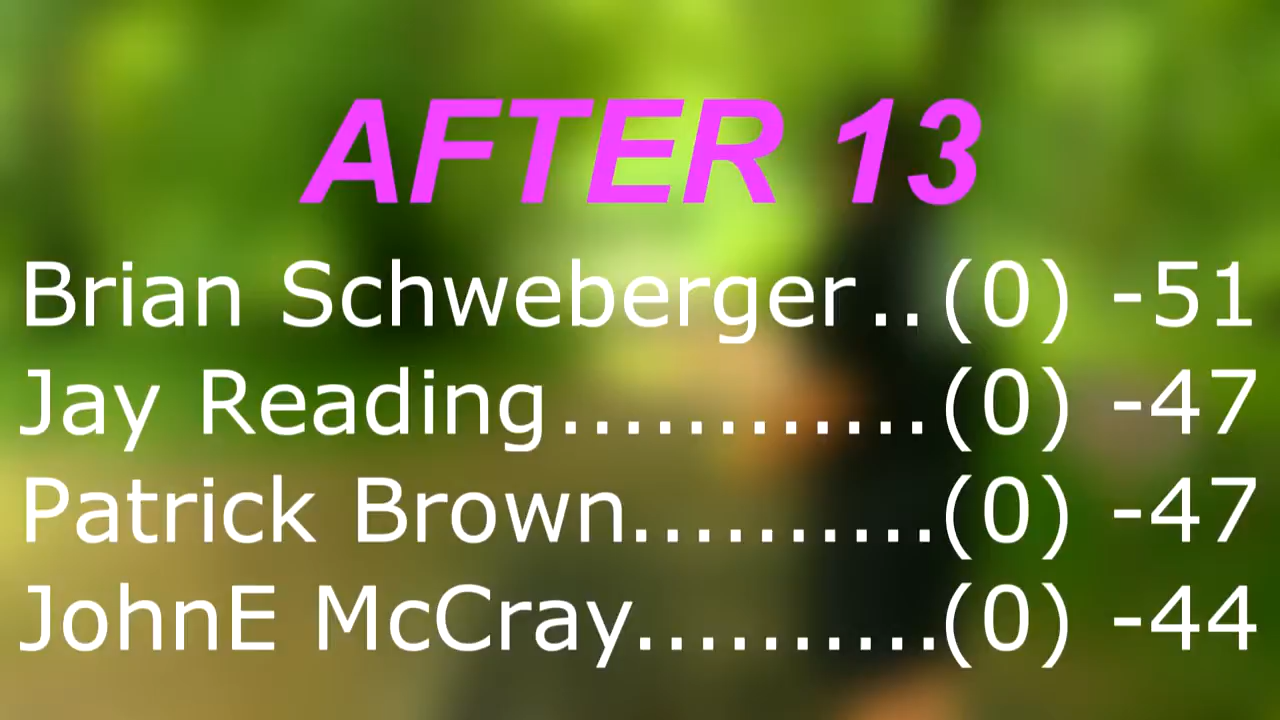 AFTER 13
Brian Schweberger..(0) -51
Jay Reading............(0) -47
Patrick Brown..........(0) -47
JohnE McCray..........(0) -44